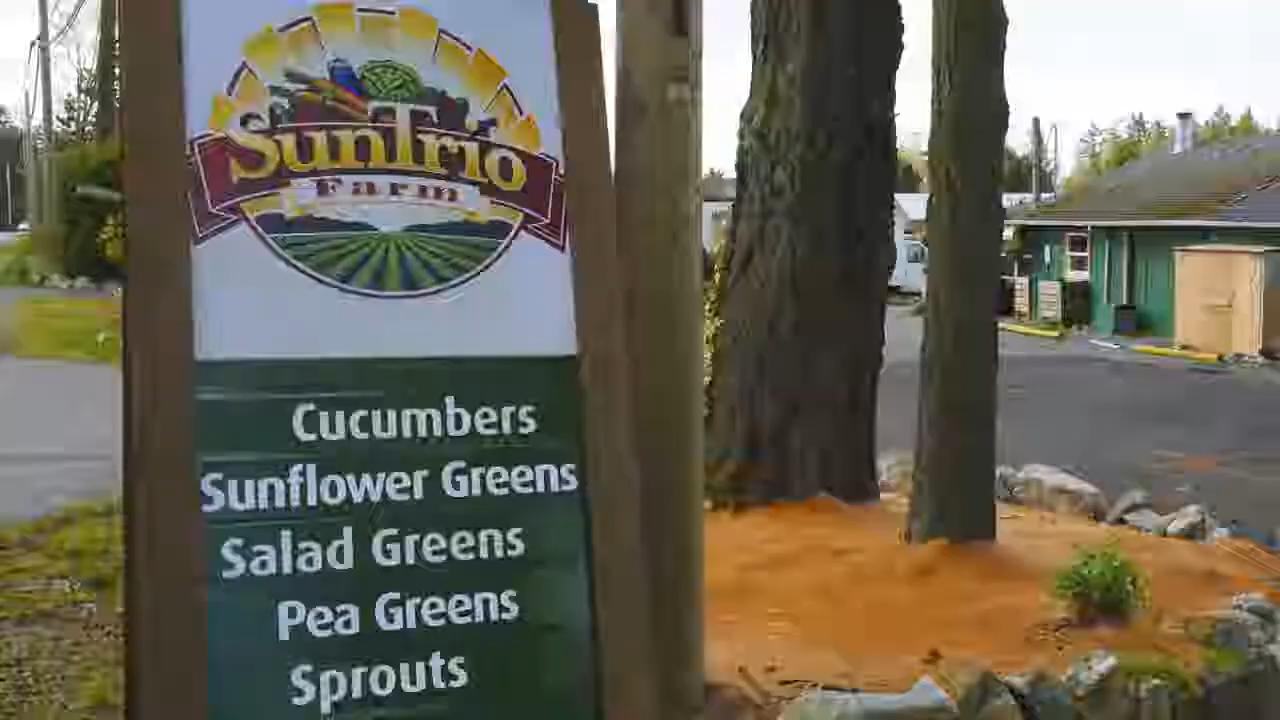 SunTrio
Farm
Cucumbers
Sunflower Greens
Salad Greens
Pea Greens
Sprouts